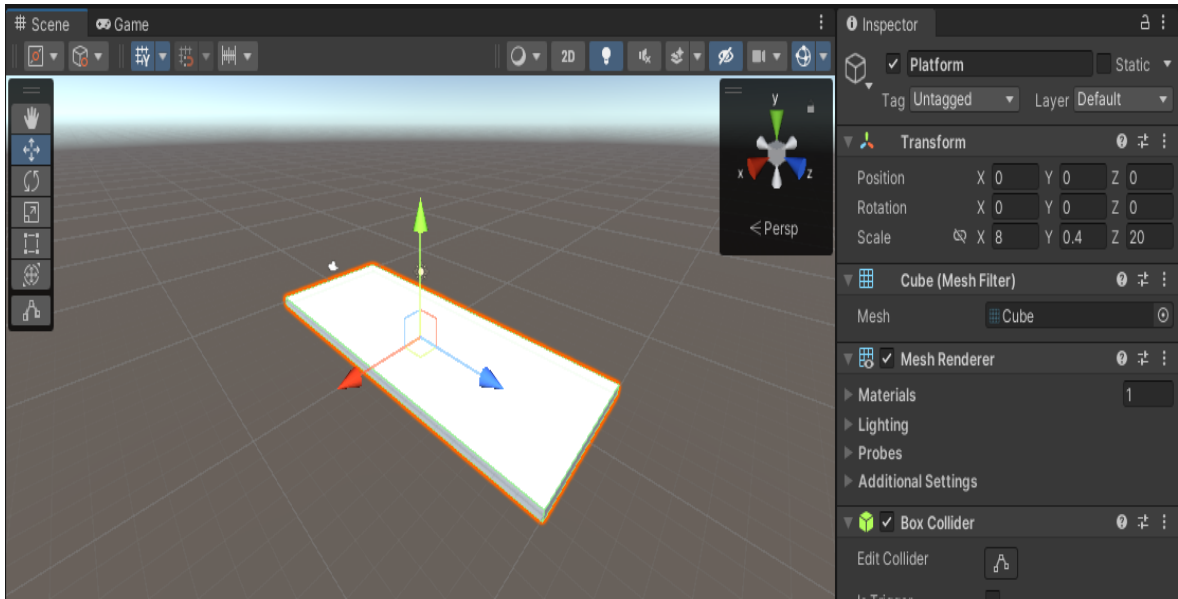 Scene Game
2D
y
x z
Persp
Inspector
Platform Static
Tag Untagged Layer Default
Transform
Position X 0 Y 0 Z 0
Rotation X 0 Y 0 Z 0
Scale X 8 Y 0.4 Z 20
Cube (Mesh Filter)
Mesh Cube
Mesh Renderer
Materials 1
Lighting
Probes
Additional Settings
Box Collider
Edit Collider
Is Trigger